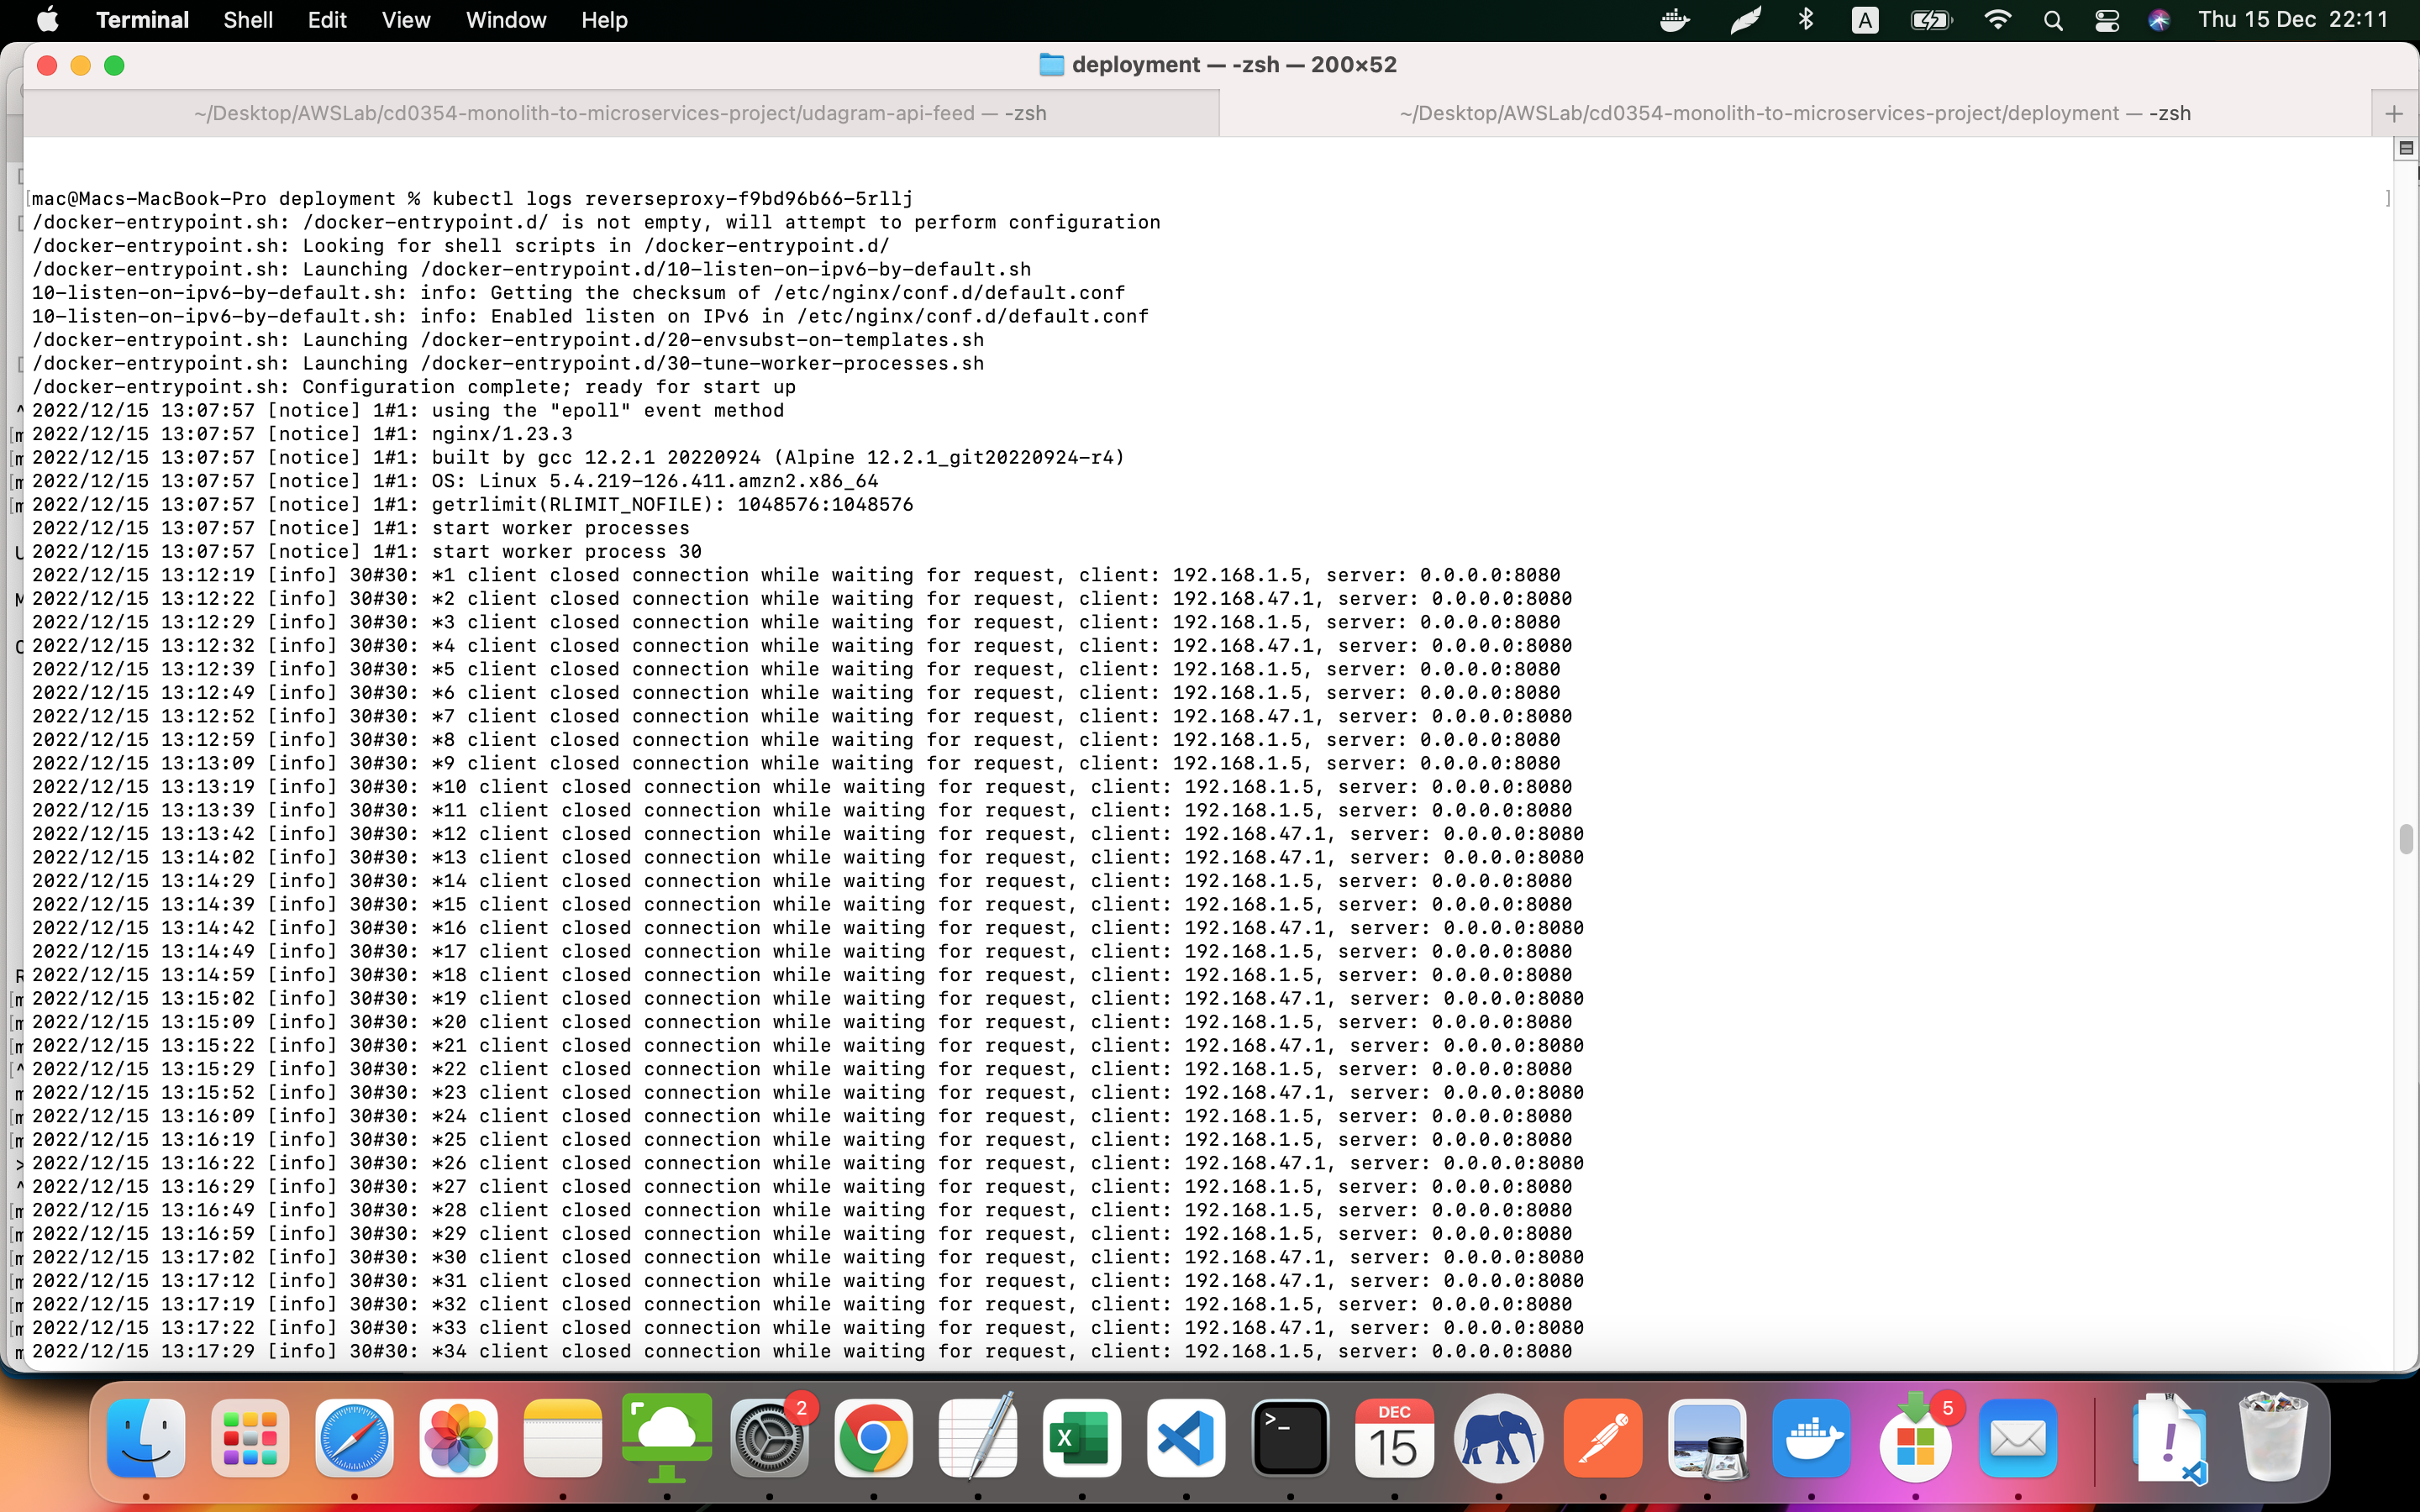 Terminal Shell Edit View Window Help A Thu 15 Dec 22:11
deployment — -zsh — 200×52
~/Desktop/AWSLab/cd0354-monolith-to-microservices-project/udagram-api-feed — -zsh ~/Desktop/AWSLab/cd0354-monolith-to-microservices-project/deployment — -zsh +
[mac@Macs-MacBook-Pro deployment % kubectl logs reverseproxy-f9bd96b66-5rllj ]
/docker-entrypoint.sh: /docker-entrypoint.d/ is not empty, will attempt to perform configuration
/docker-entrypoint.sh: Looking for shell scripts in /docker-entrypoint.d/
/docker-entrypoint.sh: Launching /docker-entrypoint.d/10-listen-on-ipv6-by-default.sh
10-listen-on-ipv6-by-default.sh: info: Getting the checksum of /etc/nginx/conf.d/default.conf
10-listen-on-ipv6-by-default.sh: info: Enabled listen on IPv6 in /etc/nginx/conf.d/default.conf
/docker-entrypoint.sh: Launching /docker-entrypoint.d/20-envsubst-on-templates.sh
/docker-entrypoint.sh: Launching /docker-entrypoint.d/30-tune-worker-processes.sh
/docker-entrypoint.sh: Configuration complete; ready for start up
2022/12/15 13:07:57 [notice] 1#1: using the "epoll" event method
2022/12/15 13:07:57 [notice] 1#1: nginx/1.23.3
2022/12/15 13:07:57 [notice] 1#1: built by gcc 12.2.1 20220924 (Alpine 12.2.1_git20220924-r4)
2022/12/15 13:07:57 [notice] 1#1: OS: Linux 5.4.219-126.411.amzn2.x86_64
2022/12/15 13:07:57 [notice] 1#1: getrlimit(RLIMIT_NOFILE): 1048576:1048576
2022/12/15 13:07:57 [notice] 1#1: start worker processes
2022/12/15 13:07:57 [notice] 1#1: start worker process 30
2022/12/15 13:12:19 [info] 30#30: *1 client closed connection while waiting for request, client: 192.168.1.5, server: 0.0.0.0:8080
2022/12/15 13:12:22 [info] 30#30: *2 client closed connection while waiting for request, client: 192.168.47.1, server: 0.0.0.0:8080
2022/12/15 13:12:29 [info] 30#30: *3 client closed connection while waiting for request, client: 192.168.1.5, server: 0.0.0.0:8080
2022/12/15 13:12:32 [info] 30#30: *4 client closed connection while waiting for request, client: 192.168.47.1, server: 0.0.0.0:8080
2022/12/15 13:12:39 [info] 30#30: *5 client closed connection while waiting for request, client: 192.168.1.5, server: 0.0.0.0:8080
2022/12/15 13:12:49 [info] 30#30: *6 client closed connection while waiting for request, client: 192.168.1.5, server: 0.0.0.0:8080
2022/12/15 13:12:52 [info] 30#30: *7 client closed connection while waiting for request, client: 192.168.47.1, server: 0.0.0.0:8080
2022/12/15 13:12:59 [info] 30#30: *8 client closed connection while waiting for request, client: 192.168.1.5, server: 0.0.0.0:8080
2022/12/15 13:13:09 [info] 30#30: *9 client closed connection while waiting for request, client: 192.168.1.5, server: 0.0.0.0:8080
2022/12/15 13:13:19 [info] 30#30: *10 client closed connection while waiting for request, client: 192.168.1.5, server: 0.0.0.0:8080
2022/12/15 13:13:39 [info] 30#30: *11 client closed connection while waiting for request, client: 192.168.1.5, server: 0.0.0.0:8080
2022/12/15 13:13:42 [info] 30#30: *12 client closed connection while waiting for request, client: 192.168.47.1, server: 0.0.0.0:8080
2022/12/15 13:14:02 [info] 30#30: *13 client closed connection while waiting for request, client: 192.168.47.1, server: 0.0.0.0:8080
2022/12/15 13:14:29 [info] 30#30: *14 client closed connection while waiting for request, client: 192.168.1.5, server: 0.0.0.0:8080
2022/12/15 13:14:39 [info] 30#30: *15 client closed connection while waiting for request, client: 192.168.1.5, server: 0.0.0.0:8080
2022/12/15 13:14:42 [info] 30#30: *16 client closed connection while waiting for request, client: 192.168.47.1, server: 0.0.0.0:8080
2022/12/15 13:14:49 [info] 30#30: *17 client closed connection while waiting for request, client: 192.168.1.5, server: 0.0.0.0:8080
2022/12/15 13:14:59 [info] 30#30: *18 client closed connection while waiting for request, client: 192.168.1.5, server: 0.0.0.0:8080
2022/12/15 13:15:02 [info] 30#30: *19 client closed connection while waiting for request, client: 192.168.47.1, server: 0.0.0.0:8080
2022/12/15 13:15:09 [info] 30#30: *20 client closed connection while waiting for request, client: 192.168.1.5, server: 0.0.0.0:8080
2022/12/15 13:15:22 [info] 30#30: *21 client closed connection while waiting for request, client: 192.168.47.1, server: 0.0.0.0:8080
2022/12/15 13:15:29 [info] 30#30: *22 client closed connection while waiting for request, client: 192.168.1.5, server: 0.0.0.0:8080
2022/12/15 13:15:52 [info] 30#30: *23 client closed connection while waiting for request, client: 192.168.47.1, server: 0.0.0.0:8080
2022/12/15 13:16:09 [info] 30#30: *24 client closed connection while waiting for request, client: 192.168.1.5, server: 0.0.0.0:8080
2022/12/15 13:16:19 [info] 30#30: *25 client closed connection while waiting for request, client: 192.168.1.5, server: 0.0.0.0:8080
2022/12/15 13:16:22 [info] 30#30: *26 client closed connection while waiting for request, client: 192.168.47.1, server: 0.0.0.0:8080
2022/12/15 13:16:29 [info] 30#30: *27 client closed connection while waiting for request, client: 192.168.1.5, server: 0.0.0.0:8080
2022/12/15 13:16:49 [info] 30#30: *28 client closed connection while waiting for request, client: 192.168.1.5, server: 0.0.0.0:8080
2022/12/15 13:16:59 [info] 30#30: *29 client closed connection while waiting for request, client: 192.168.1.5, server: 0.0.0.0:8080
2022/12/15 13:17:02 [info] 30#30: *30 client closed connection while waiting for request, client: 192.168.47.1, server: 0.0.0.0:8080
2022/12/15 13:17:12 [info] 30#30: *31 client closed connection while waiting for request, client: 192.168.47.1, server: 0.0.0.0:8080
2022/12/15 13:17:19 [info] 30#30: *32 client closed connection while waiting for request, client: 192.168.1.5, server: 0.0.0.0:8080
2022/12/15 13:17:22 [info] 30#30: *33 client closed connection while waiting for request, client: 192.168.47.1, server: 0.0.0.0:8080
2022/12/15 13:17:29 [info] 30#30: *34 client closed connection while waiting for request, client: 192.168.1.5, server: 0.0.0.0:8080
2 X >_ DEC 5 !
15